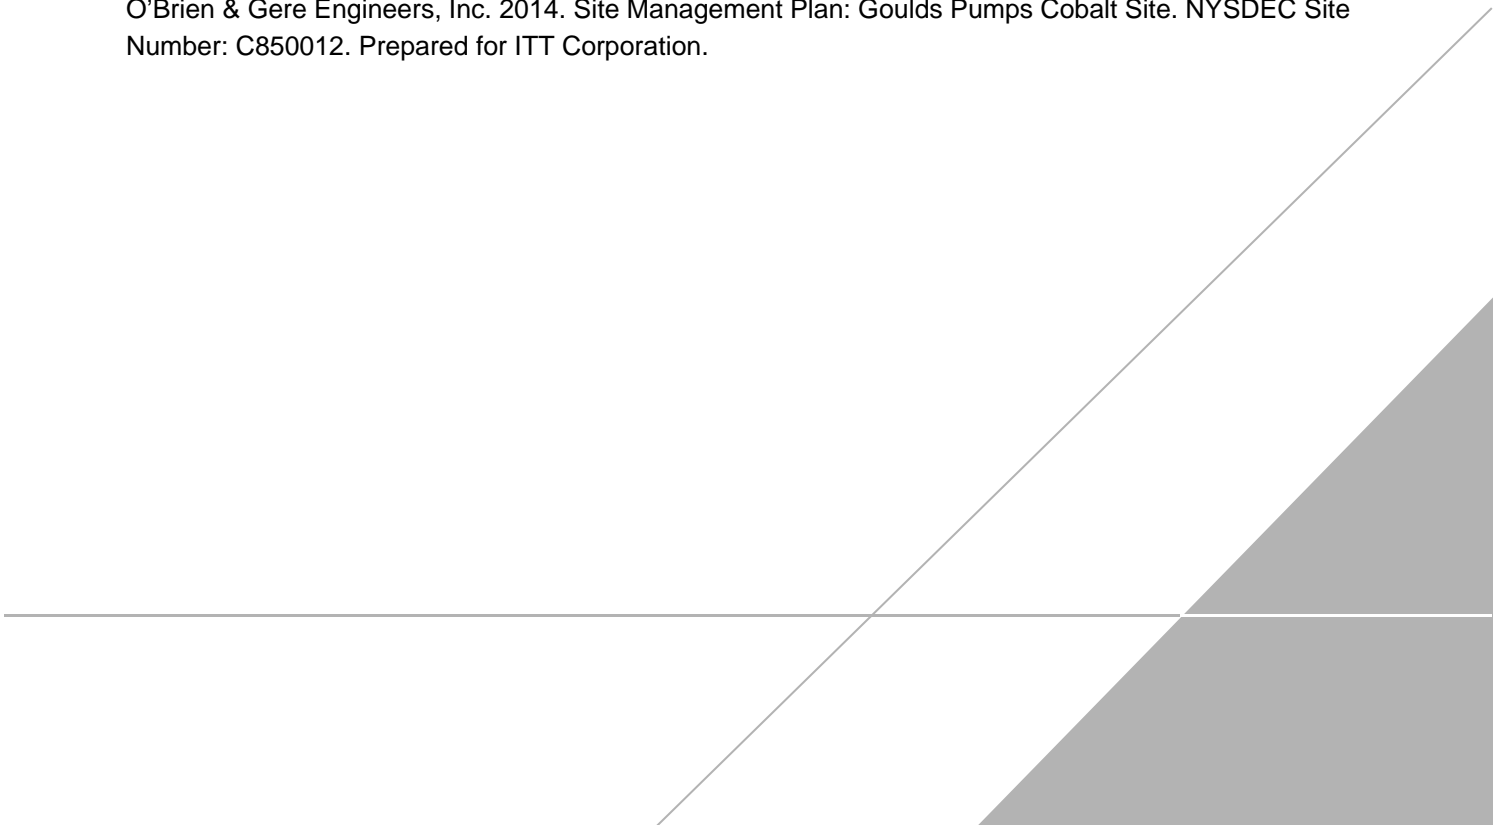 O’Brien & Gere Engineers, Inc. 2014. Site Management Plan: Goulds Pumps Cobalt Site. NYSDEC Site
Number: C850012. Prepared for ITT Corporation.